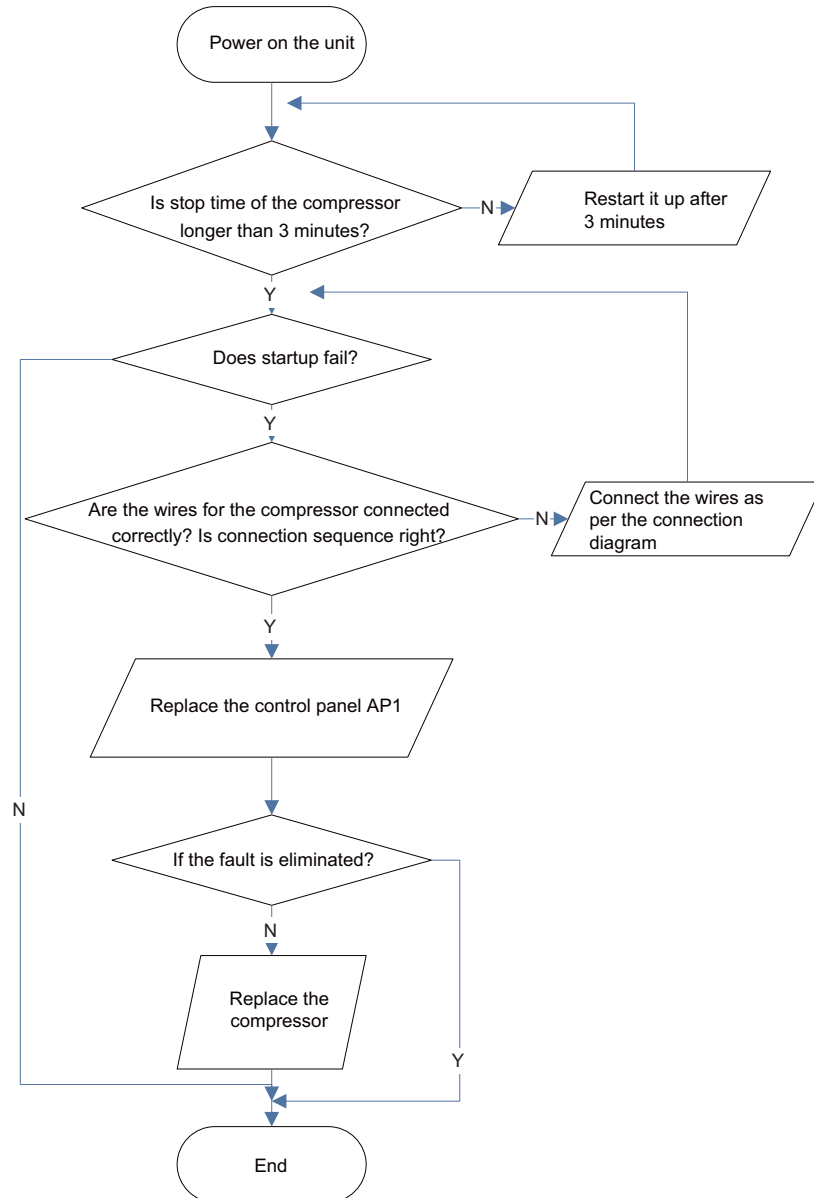 Power on the unit
Is stop time of the compressor
longer than 3 minutes?
N
Restart it up after
3 minutes
Y
Does startup fail?
Y
Are the wires for the compressor connected
correctly? Is connection sequence right?
N
Connect the wires as
per the connection
diagram
Y
Replace the control panel AP1
N
If the fault is eliminated?
N
Replace the
compressor
Y
End